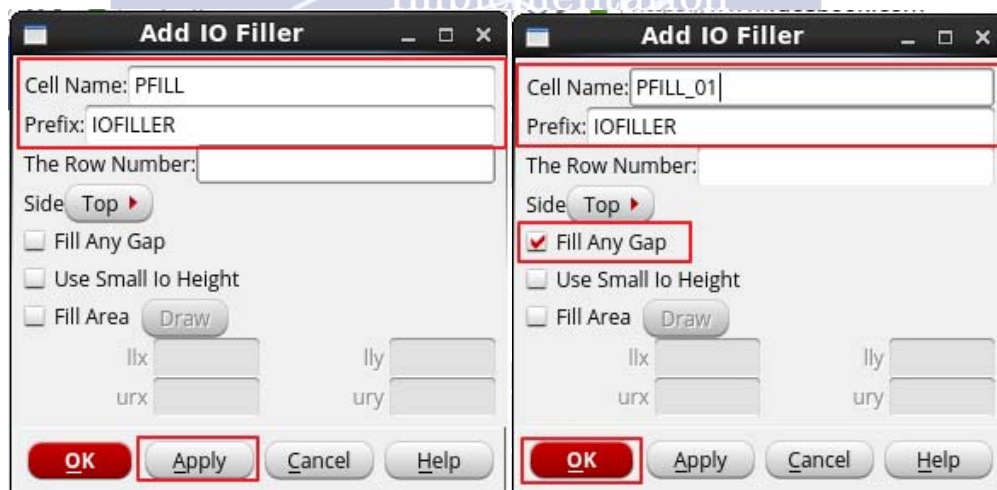 Implementation
Add IO Filler
Cell Name: PFILL
Prefix: IOFILLER
The Row Number:
Side Top
Fill Any Gap
Use Small Io Height
Fill Area Draw
llx lly
urx ury
OK Apply Cancel Help
Add IO Filler
Cell Name: PFILL_01
Prefix: IOFILLER
The Row Number:
Side Top
Fill Any Gap
Use Small Io Height
Fill Area Draw
llx lly
urx ury
OK Apply Cancel Help